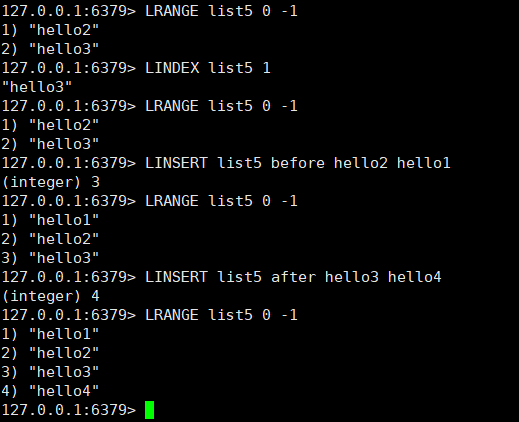 127.0.0.1:6379> LRANGE list5 0 -1
1) "hello2"
2) "hello3"
127.0.0.1:6379> LINDEX list5 1
"hello3"
127.0.0.1:6379> LRANGE list5 0 -1
1) "hello2"
2) "hello3"
127.0.0.1:6379> LINSERT list5 before hello2 hello1
(integer) 3
127.0.0.1:6379> LRANGE list5 0 -1
1) "hello1"
2) "hello2"
3) "hello3"
127.0.0.1:6379> LINSERT list5 after hello3 hello4
(integer) 4
127.0.0.1:6379> LRANGE list5 0 -1
1) "hello1"
2) "hello2"
3) "hello3"
4) "hello4"
127.0.0.1:6379>